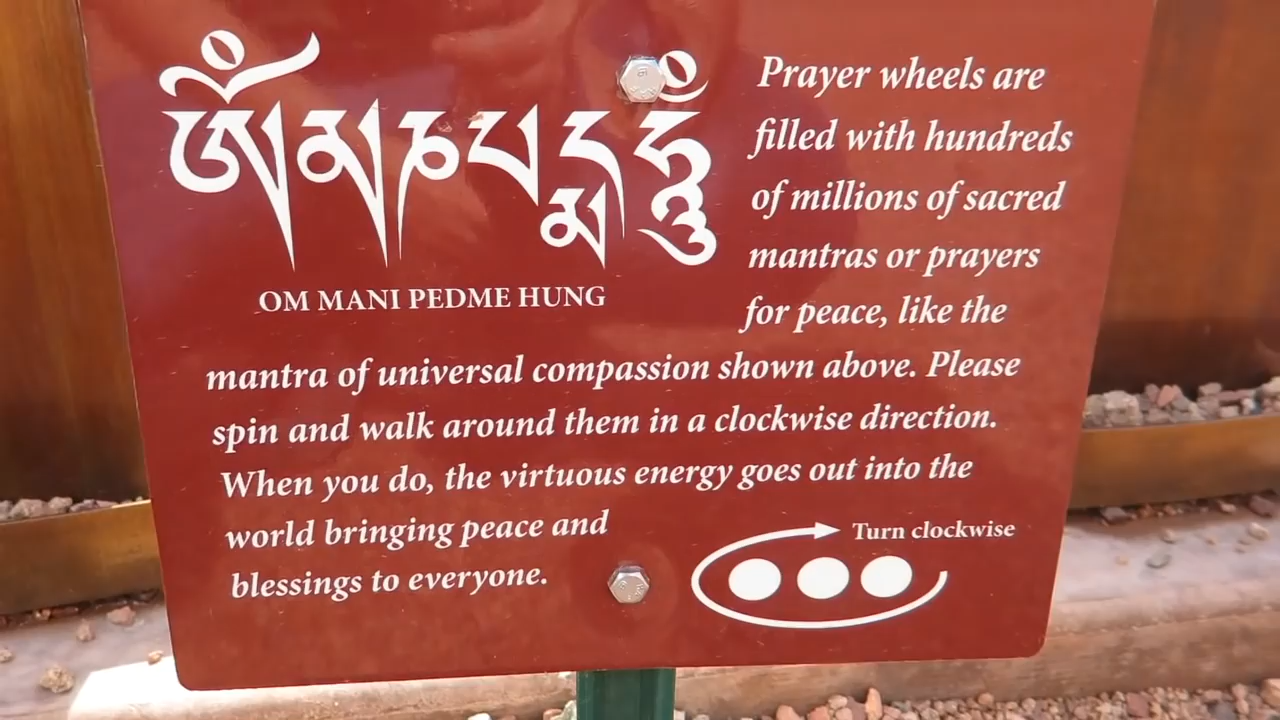 ༀམཎིཔདྨེཧཱུྃ
OM MANI PEDME HUNG
Prayer wheels are
filled with hundreds
of millions of sacred
mantras or prayers
for peace, like the
mantra of universal compassion shown above. Please
spin and walk around them in a clockwise direction.
When you do, the virtuous energy goes out into the
world bringing peace and
blessings to everyone.
Turn clockwise